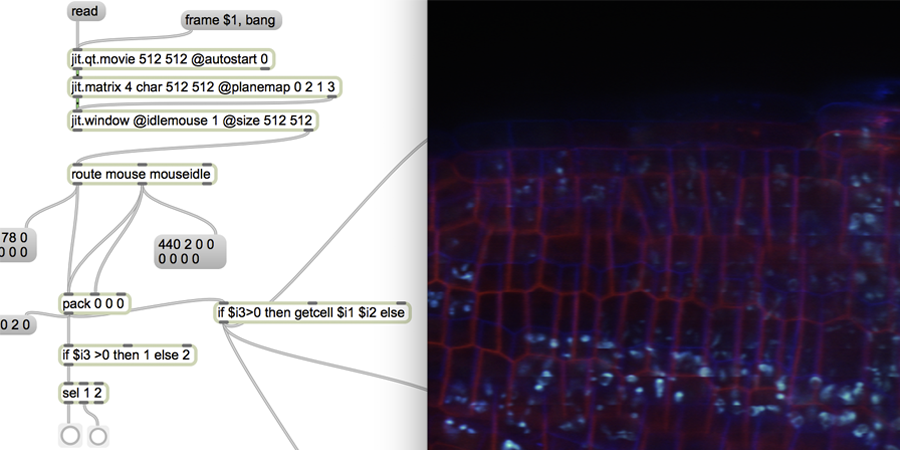 read
frame $1, bang
jit.qt.movie 512 512 @autostart 0
jit.matrix 4 char 512 512 @planemap 0 2 1 3
jit.window @idlemouse 1 @size 512 512
route mouse mouseidle
78 0
0 0 0
440 2 0 0
0 0 0 0
pack 0 0 0
if $i3>0 then getcell $i1 $i2 else
0 2 0
if $i3 >0 then 1 else 2
sel 1 2